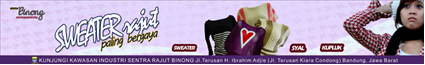 Binong
SWEATER rajut
paling berjaya
SWEATER
SYAL
KUPLUK
KUNJUNGI KAWASAN INDUSTRI SENTRA RAJUT BINONG Jl.Terusan H. Ibrahim Adjie (Jl. Terusan Kiara Condong) Bandung, Jawa Barat